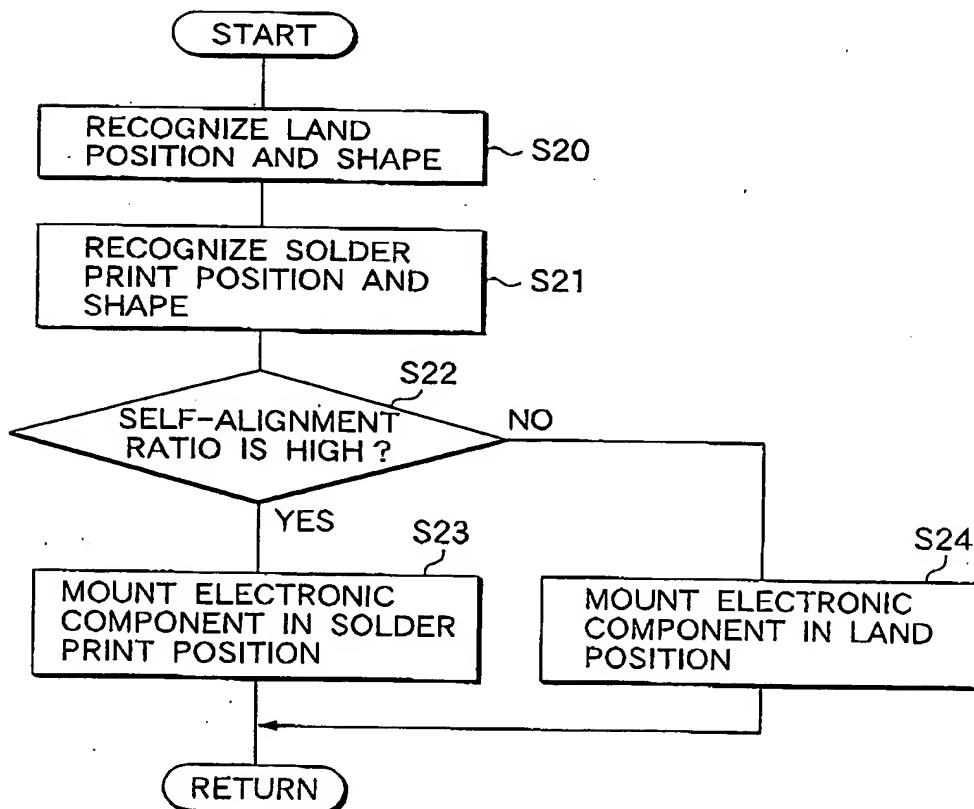 START
RECOGNIZE LAND
POSITION AND SHAPE
S20
RECOGNIZE SOLDER
PRINT POSITION AND
SHAPE
S21
S22
SELF-ALIGNMENT
RATIO IS HIGH?
NO
YES
S23
MOUNT ELECTRONIC
COMPONENT IN SOLDER
PRINT POSITION
S24
MOUNT ELECTRONIC
COMPONENT IN LAND
POSITION
RETURN